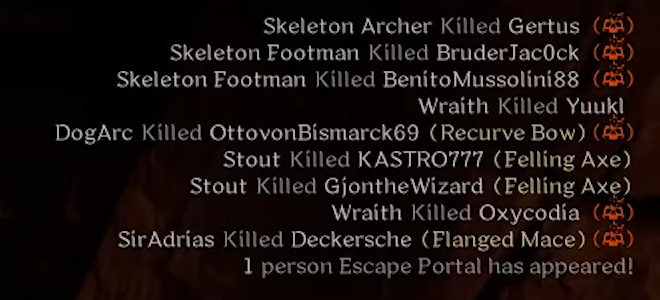 Skeleton Archer Killed Gertus ()
Skeleton Footman Killed BruderJac0ck ()
Skeleton Footman Killed BenitoMussolini88 ()
Wraith Killed Yuukl
DogArc Killed OttovonBismarck69 (Recurve Bow) ()
Stout Killed KASTRO777 (Felling Axe)
Stout Killed GjontheWizard (Felling Axe)
Wraith Killed Oxycodia ()
SirAdrias Killed Deckersche (Flanged Mace) ()
1 person Escape Portal has appeared!